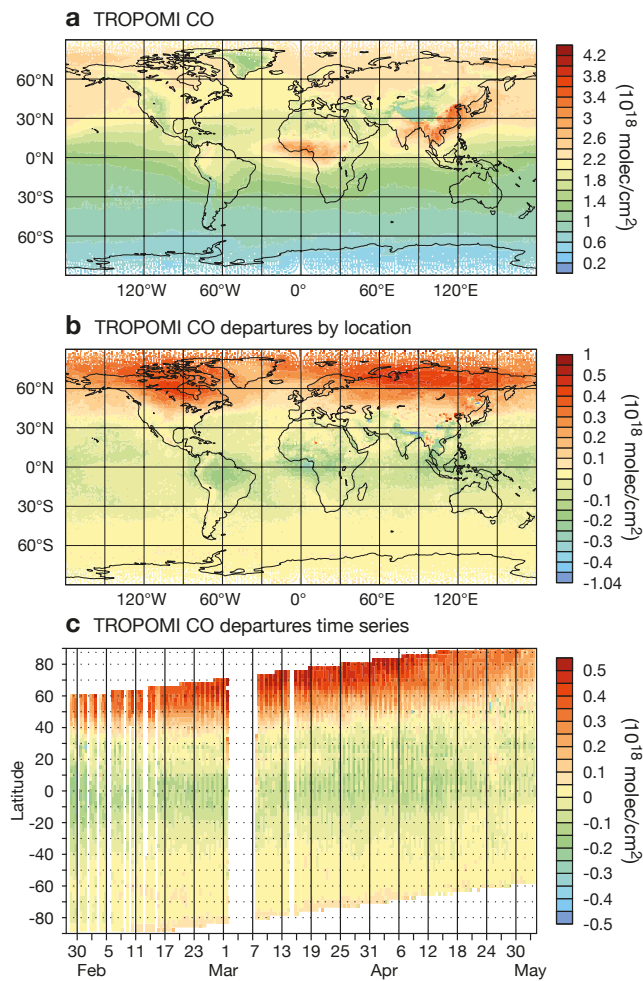 a TROPOMI CO
60°N
30°N
0°N
30°S
60°S
120°W 60°W 0° 60°E 120°E
4.2
3.8
3.4
3
2.6
2.2
1.8
1.4
1
0.6
0.2
(10¹⁸ molec/cm²)
b TROPOMI CO departures by location
60°N
30°N
0°N
30°S
60°S
120°W 60°W 0° 60°E 120°E
1
0.5
0.4
0.3
0.2
0.1
0
-0.1
-0.2
-0.3
-0.4
-1.04
(10¹⁸ molec/cm²)
c TROPOMI CO departures time series
80
60
40
20
0
-20
-40
-60
-80
Latitude
30 5 11 17 23 1 7 13 19 25 31 6 12 18 24 30
Feb Mar Apr May
0.5
0.4
0.3
0.2
0.1
0
-0.1
-0.2
-0.3
-0.4
-0.5
(10¹⁸ molec/cm²)